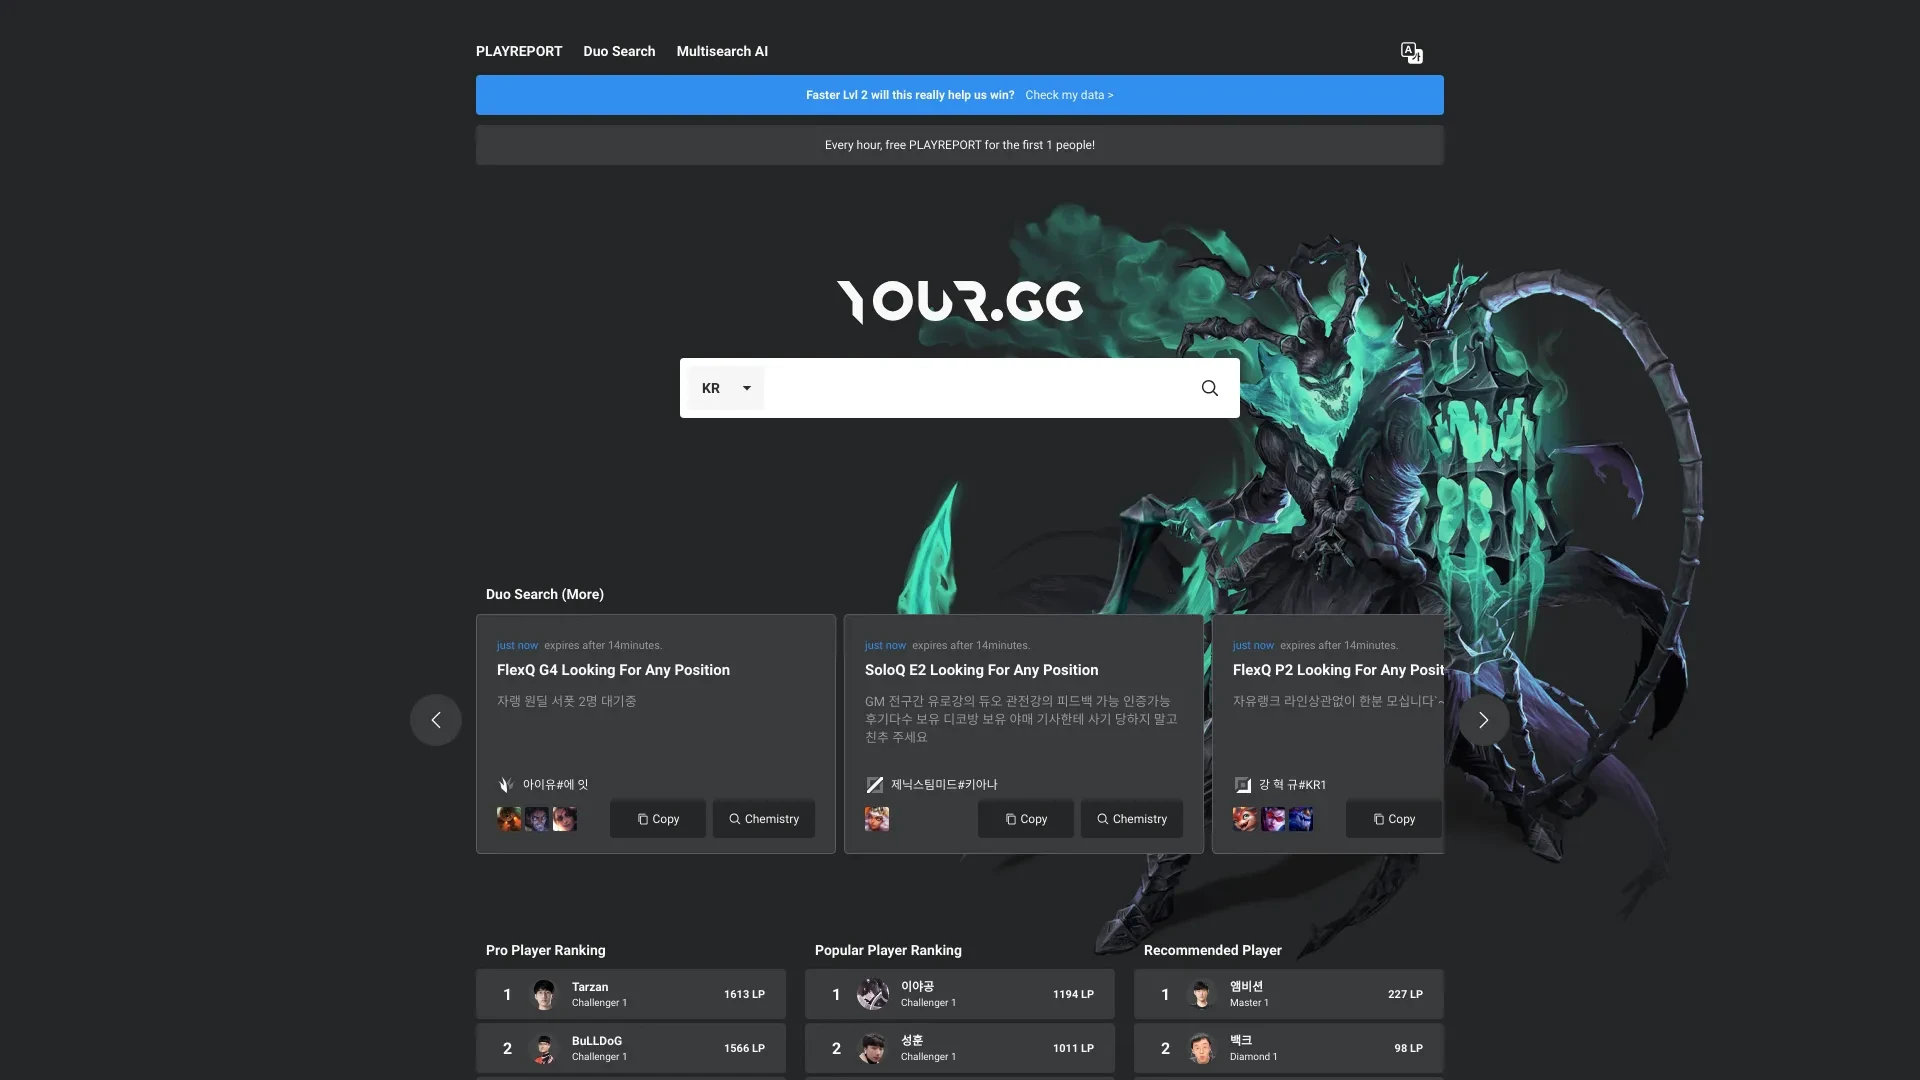 PLAYREPORT Duo Search Multisearch AI
Faster Lvl 2 will this really help us win? Check my data >
Every hour, free PLAYREPORT for the first 1 people!
YOUR.GG
KR
Duo Search (More)
just now expires after 14minutes.
FlexQ G4 Looking For Any Position
자랭 원딜 서폿 2명 대기중
아이유#에 잇
Copy
Chemistry
just now expires after 14minutes.
SoloQ E2 Looking For Any Position
GM 전구간 유로강의 듀오 관전강의 피드백 가능 인증가능
후기다수 보유 디코방 보유 야매 기사한테 사기 당하지 말고
친추 주세요
제닉스팀미드#키아나
Copy
Chemistry
just now expires after 14minutes.
FlexQ P2 Looking For Any Posit
자유랭크 라인상관없이 한분 모십니다`~
강 혁 규#KR1
Copy
Pro Player Ranking
1 Tarzan 1613 LP
Challenger 1
2 BuLLDoG 1566 LP
Challenger 1
Popular Player Ranking
1 이야공 1194 LP
Challenger 1
2 성훈 1011 LP
Challenger 1
Recommended Player
1 앰비션 227 LP
Master 1
2 백크 98 LP
Diamond 1